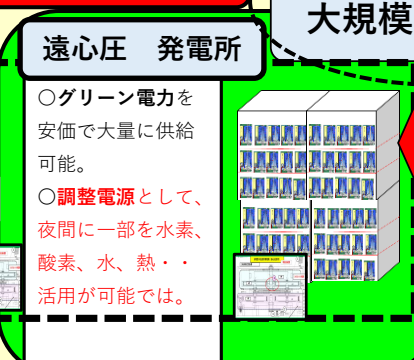 大規模
遠心圧　発電所
〇グリーン電力を
安価で大量に供給
可能。
〇調整電源として、
夜間に一部を水素、
酸素、水、熱・・
活用が可能では。